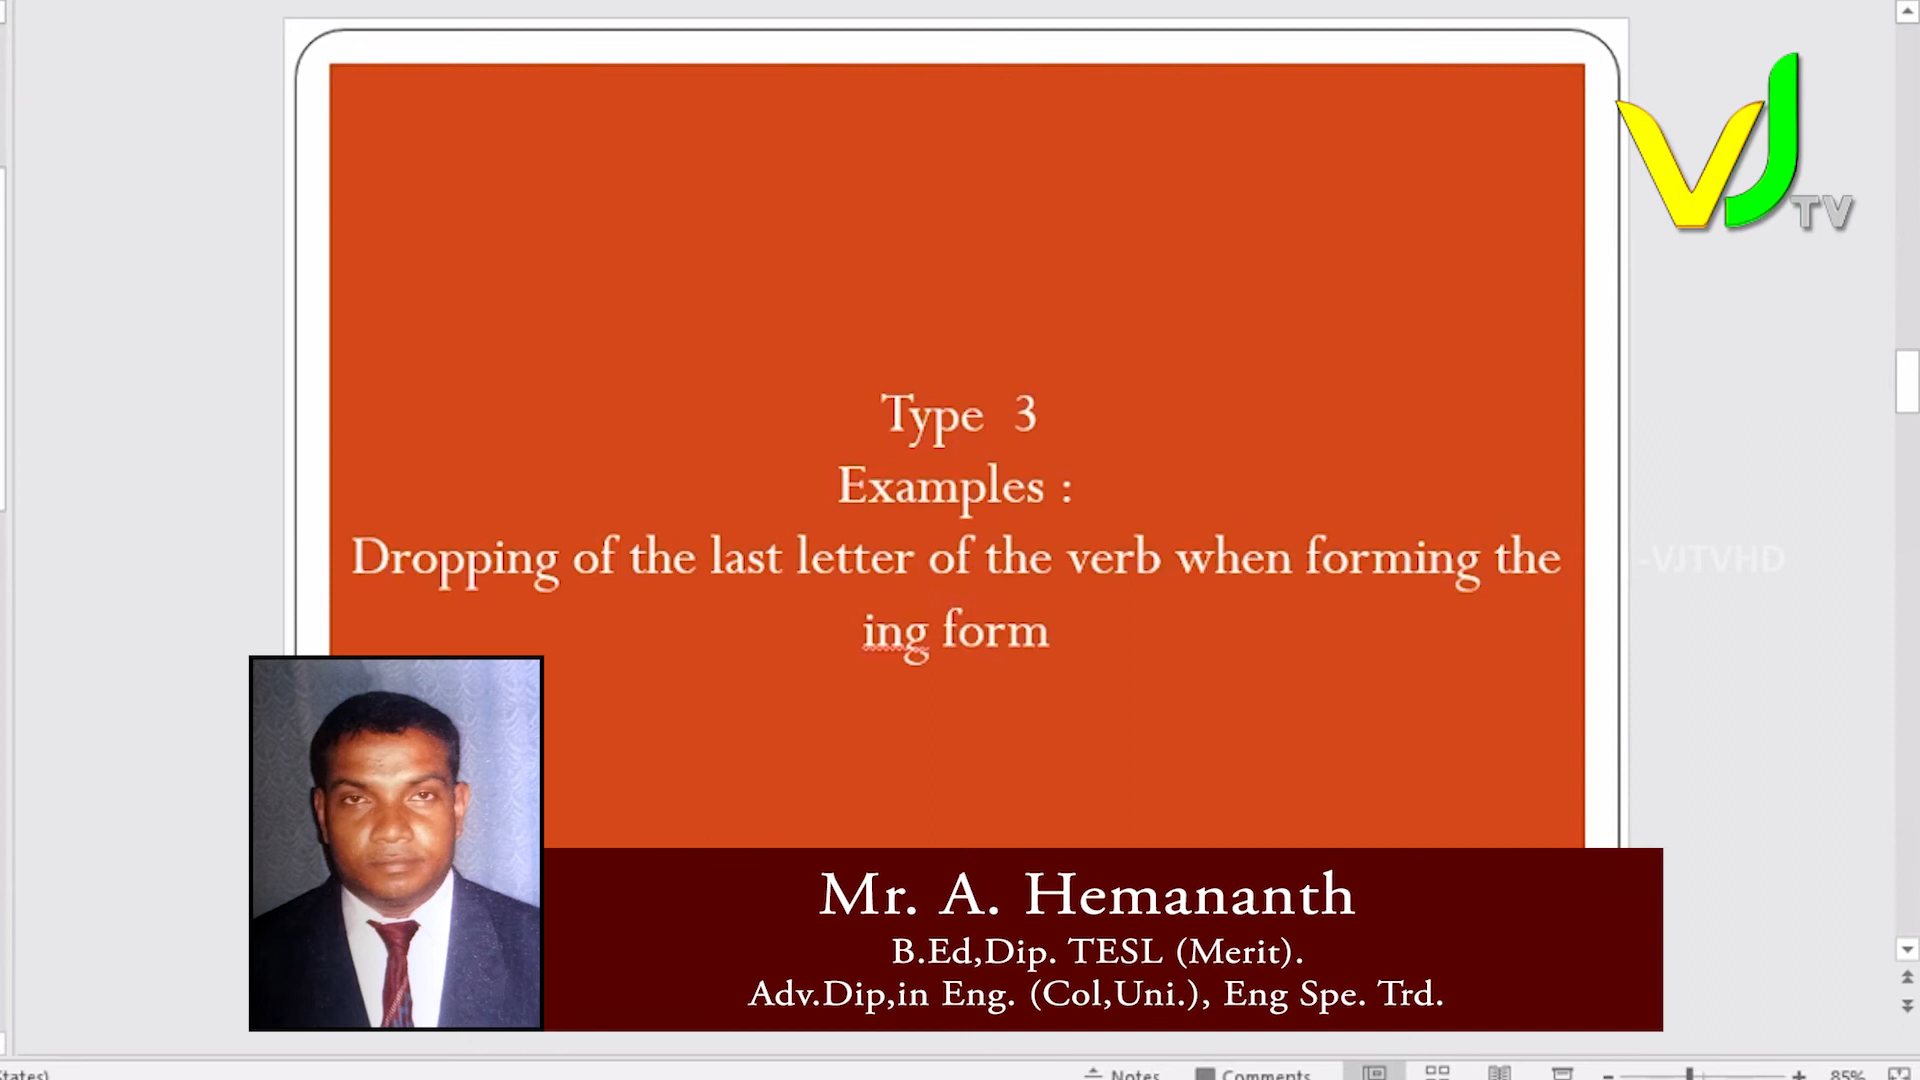 VJ
TV
Type 3
Examples :
Dropping of the last letter of the verb when forming the
ing form
-VJTVHD
Mr. A. Hemananth
B.Ed,Dip. TESL (Merit).
Adv.Dip,in Eng. (Col,Uni.), Eng Spe. Trd.
Notes
Comments
85%